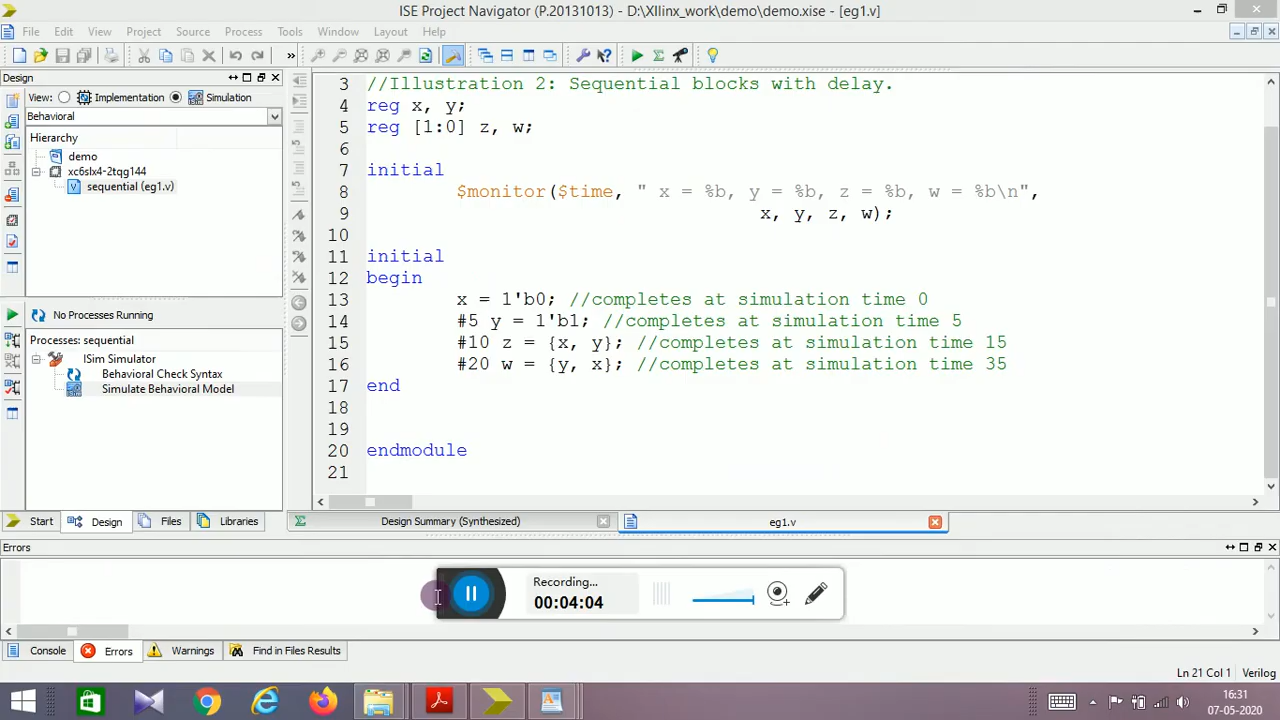 ISE Project Navigator (P.20131013) - D:\XIlinx_work\demo\demo.xise - [eg1.v]
File Edit View Project Source Process Tools Window Layout Help
»
Design
View: Implementation Simulation
Behavioral
Hierarchy
demo
xc6slx4-2tqg144
sequential (eg1.v)
No Processes Running
Processes: sequential
ISim Simulator
Behavioral Check Syntax
Simulate Behavioral Model
Start Design Files Libraries
3 //Illustration 2: Sequential blocks with delay.
4 reg x, y;
5 reg [1:0] z, w;
6
7 initial
8 $monitor($time, " x = %b, y = %b, z = %b, w = %b\n",
9 x, y, z, w);
10
11 initial
12 begin
13 x = 1'b0; //completes at simulation time 0
14 #5 y = 1'b1; //completes at simulation time 5
15 #10 z = {x, y}; //completes at simulation time 15
16 #20 w = {y, x}; //completes at simulation time 35
17 end
18
19
20 endmodule
21
Design Summary (Synthesized) eg1.v
Errors
Recording...
00:04:04
Console Errors Warnings Find in Files Results
Ln 21 Col 1 Verilog
16:31
07-05-2020